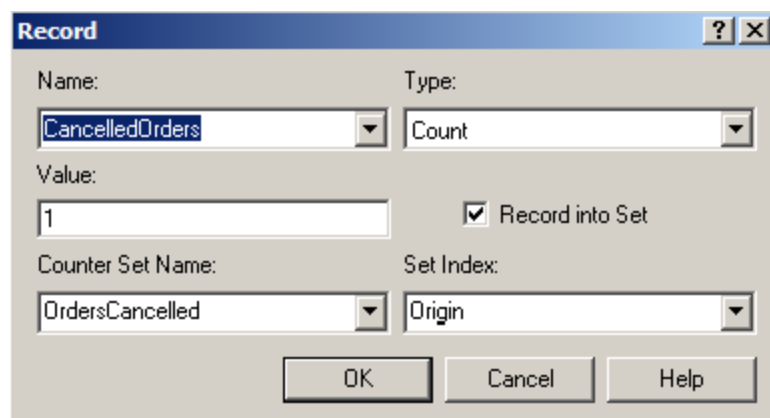 Record
Name: Type:
CancelledOrders Count
Value:
1 Record into Set
Counter Set Name: Set Index:
OrdersCancelled Origin
OK Cancel Help